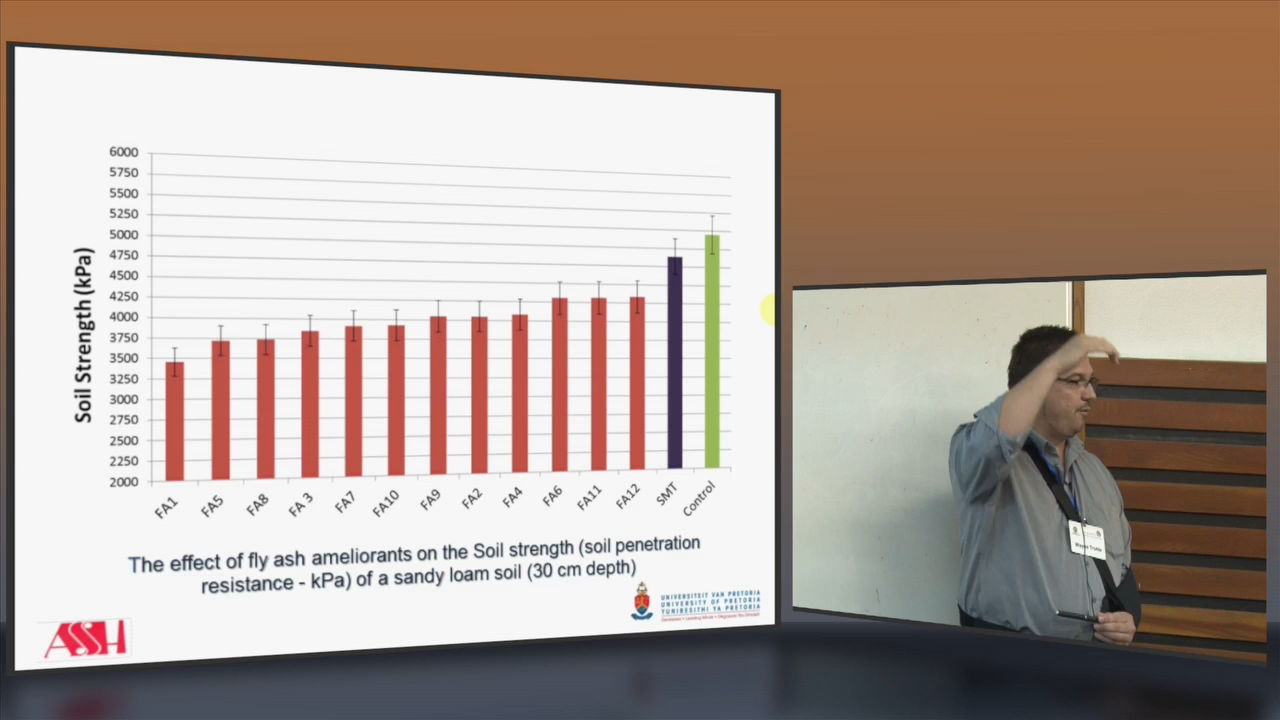 6000
5750
5500
5250
5000
4750
4500
4250
4000
3750
3500
3250
3000
2750
2500
2250
2000
Soil Strength (kPa)
FA1
FA5
FA8
FA 3
FA7
FA10
FA9
FA2
FA4
FA6
FA11
FA12
SMT
Control
The effect of fly ash ameliorants on the Soil strength (soil penetration
resistance - kPa) of a sandy loam soil (30 cm depth)
ASSH
UNIVERSITEIT VAN PRETORIA
UNIVERSITY OF PRETORIA
YUNIBESITHI YA PRETORIA